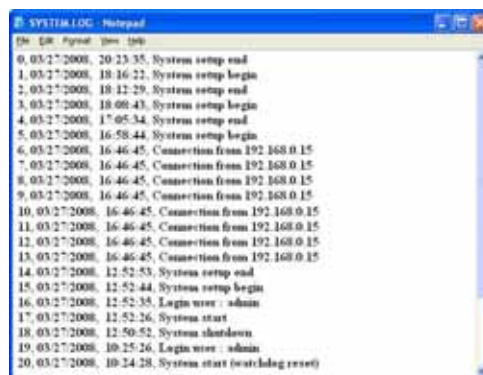 SYSTEM.LOG - Notepad
File Edit Format View Help
0, 03/27/2008, 20:23:35, System setup end
1, 03/27/2008, 18:16:22, System setup begin
2, 03/27/2008, 18:12:29, System setup end
3, 03/27/2008, 18:08:43, System setup begin
4, 03/27/2008, 17:05:34, System setup end
5, 03/27/2008, 16:58:44, System setup begin
6, 03/27/2008, 16:46:45, Connection from 192.168.0.15
7, 03/27/2008, 16:46:45, Connection from 192.168.0.15
8, 03/27/2008, 16:46:45, Connection from 192.168.0.15
9, 03/27/2008, 16:46:45, Connection from 192.168.0.15
10, 03/27/2008, 16:46:45, Connection from 192.168.0.15
11, 03/27/2008, 16:46:45, Connection from 192.168.0.15
12, 03/27/2008, 16:46:45, Connection from 192.168.0.15
13, 03/27/2008, 16:46:45, Connection from 192.168.0.15
14, 03/27/2008, 12:52:53, System setup end
15, 03/27/2008, 12:52:44, System setup begin
16, 03/27/2008, 12:52:35, Login user : admin
17, 03/27/2008, 12:52:26, System start
18, 03/27/2008, 12:50:52, System shutdown
19, 03/27/2008, 10:25:26, Login user : admin
20, 03/27/2008, 10:24:28, System start (watchdog reset)